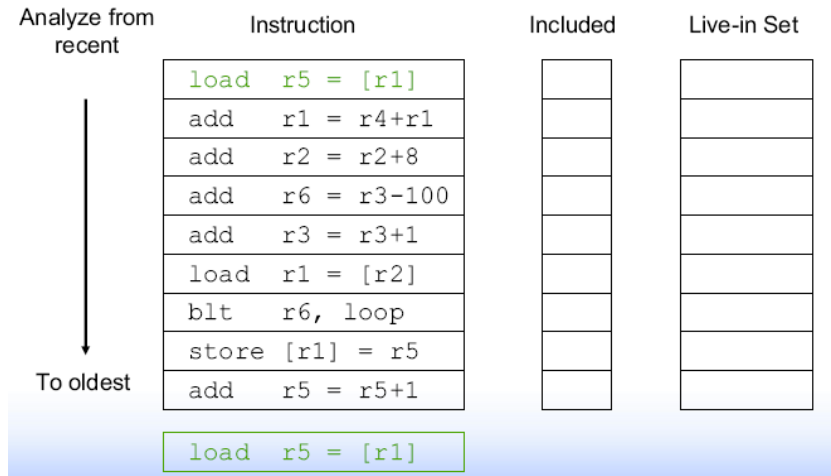 Analyze from
recent
Instruction
Included
Live-in Set
load r5 = [r1]
add r1 = r4+r1
add r2 = r2+8
add r6 = r3-100
add r3 = r3+1
load r1 = [r2]
blt r6, loop
store [r1] = r5
To oldest
add r5 = r5+1
load r5 = [r1]